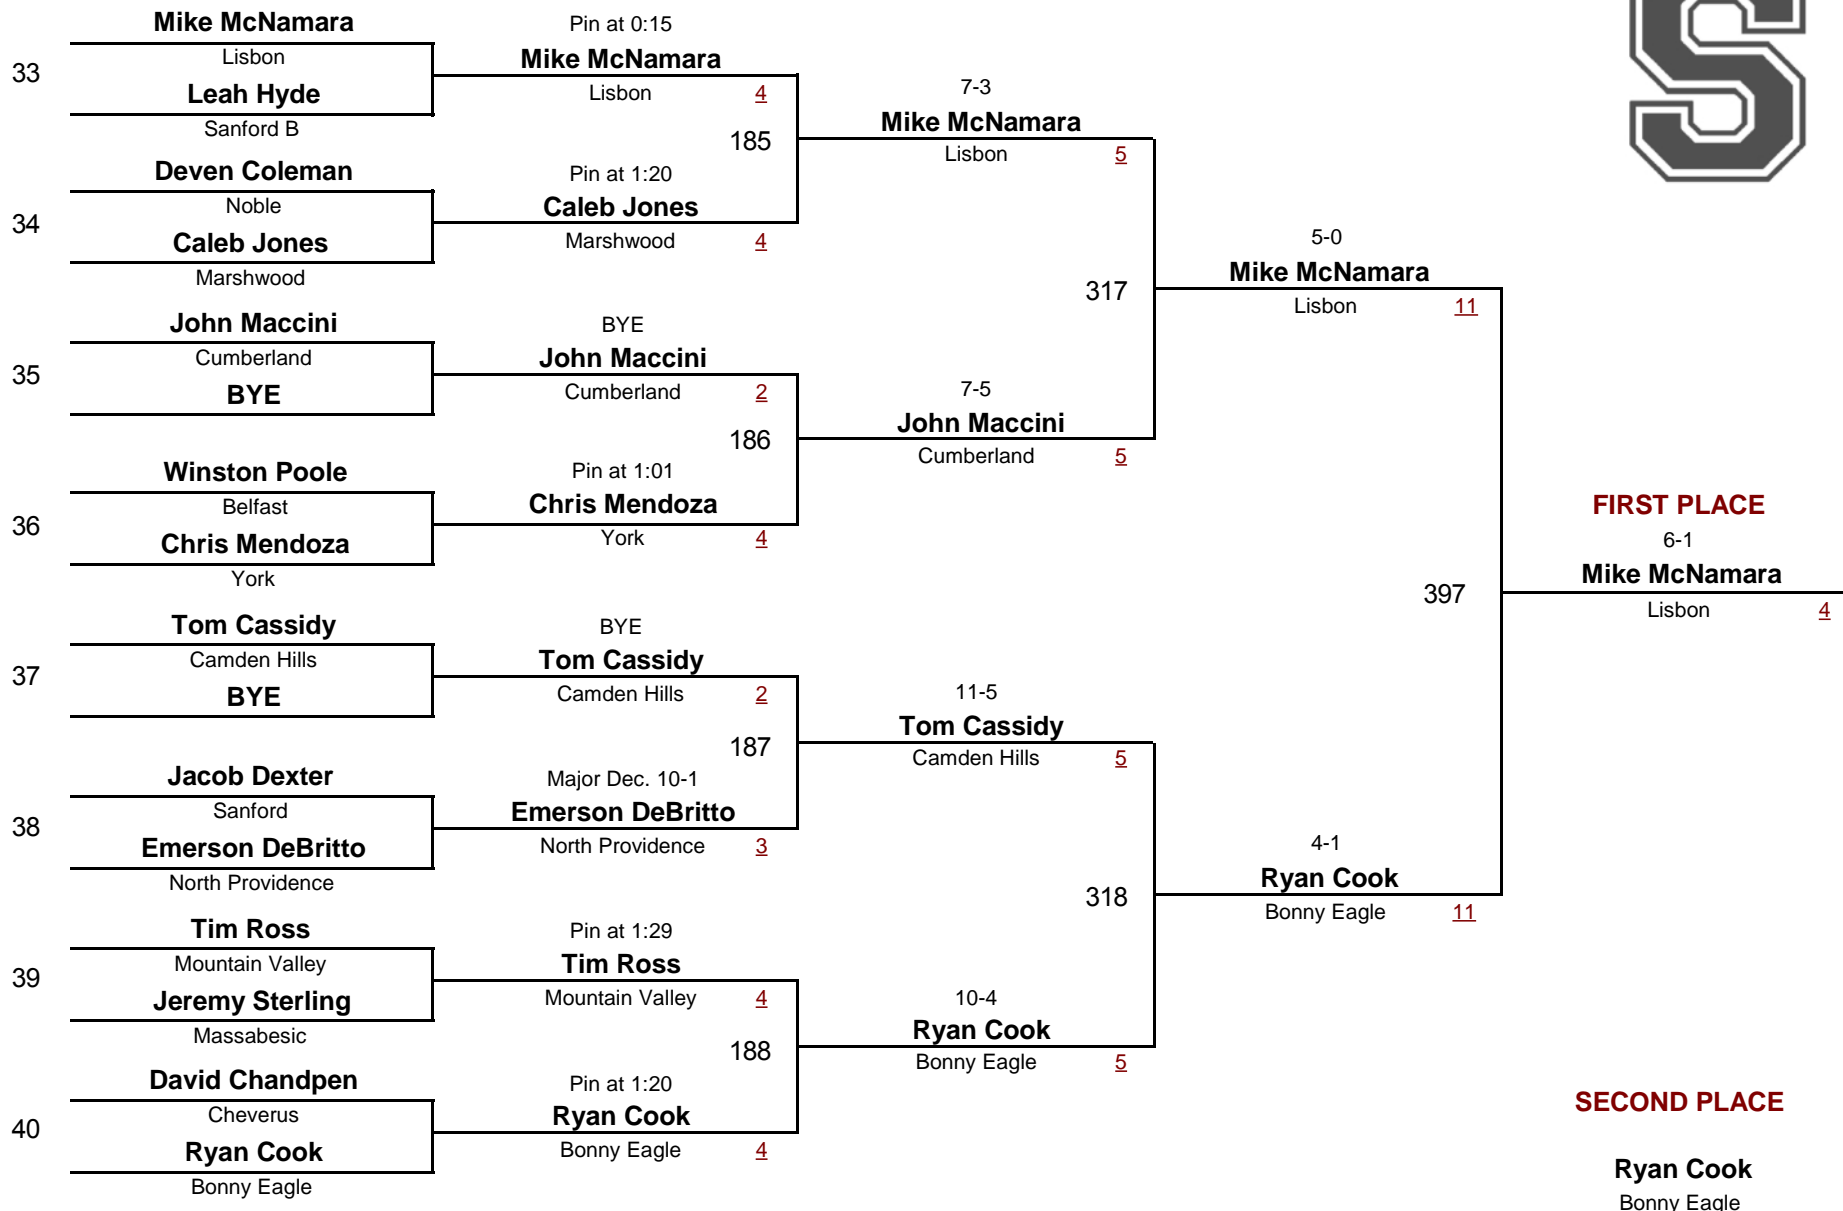 Mike McNamara
33
Lisbon
Leah Hyde
Sanford B
Deven Coleman
34
Noble
Caleb Jones
Marshwood
John Maccini
35
Cumberland
BYE
Winston Poole
36
Belfast
Chris Mendoza
York
Tom Cassidy
37
Camden Hills
BYE
Jacob Dexter
38
Sanford
Emerson DeBritto
North Providence
Tim Ross
39
Mountain Valley
Jeremy Sterling
Massabesic
David Chandpen
40
Cheverus
Ryan Cook
Bonny Eagle
Pin at 0:15
Mike McNamara
Lisbon 4
185
Pin at 1:20
Caleb Jones
Marshwood 4
BYE
John Maccini
Cumberland 2
186
Pin at 1:01
Chris Mendoza
York 4
BYE
Tom Cassidy
Camden Hills 2
187
Major Dec. 10-1
Emerson DeBritto
North Providence 3
Pin at 1:29
Tim Ross
Mountain Valley 4
188
Pin at 1:20
Ryan Cook
Bonny Eagle 4
7-3
Mike McNamara
Lisbon 5
317
7-5
John Maccini
Cumberland 5
11-5
Tom Cassidy
Camden Hills 5
318
10-4
Ryan Cook
Bonny Eagle 5
5-0
Mike McNamara
Lisbon 11
397
4-1
Ryan Cook
Bonny Eagle 11
S
FIRST PLACE
6-1
Mike McNamara
Lisbon 4
SECOND PLACE
Ryan Cook
Bonny Eagle